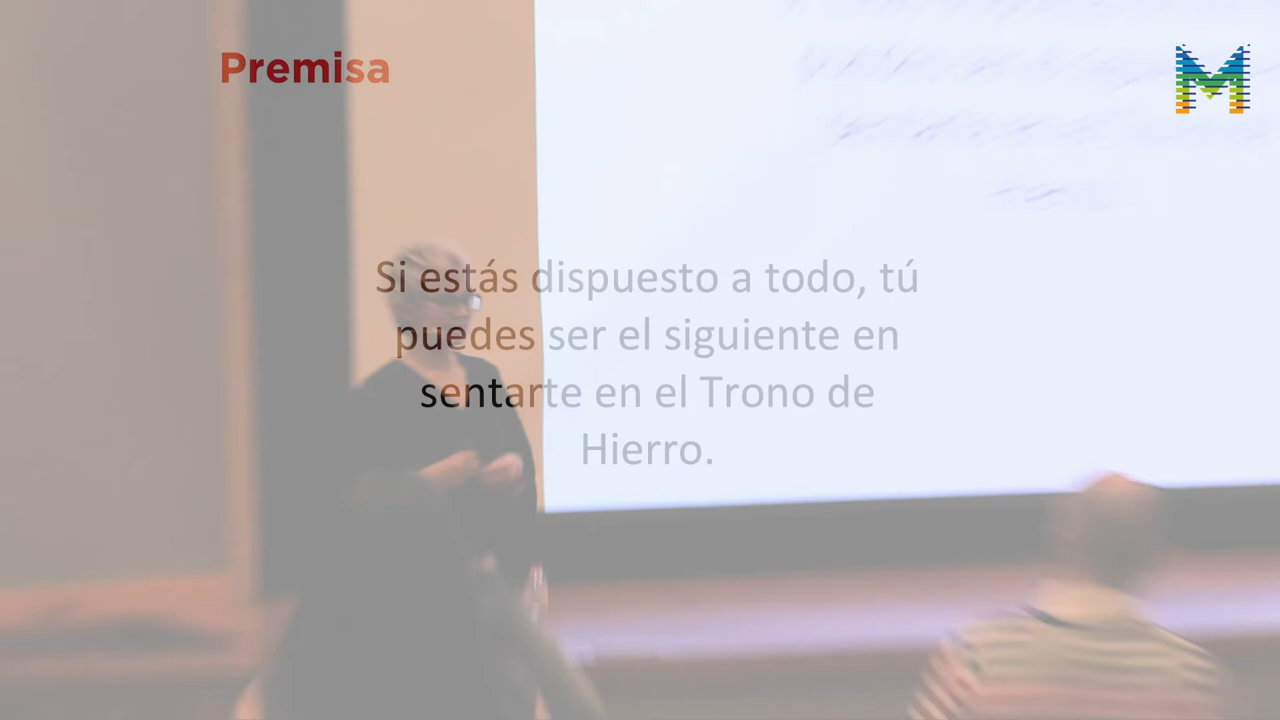 Premisa
M
Si estás dispuesto a todo, tú
puedes ser el siguiente en
sentarte en el Trono de
Hierro.